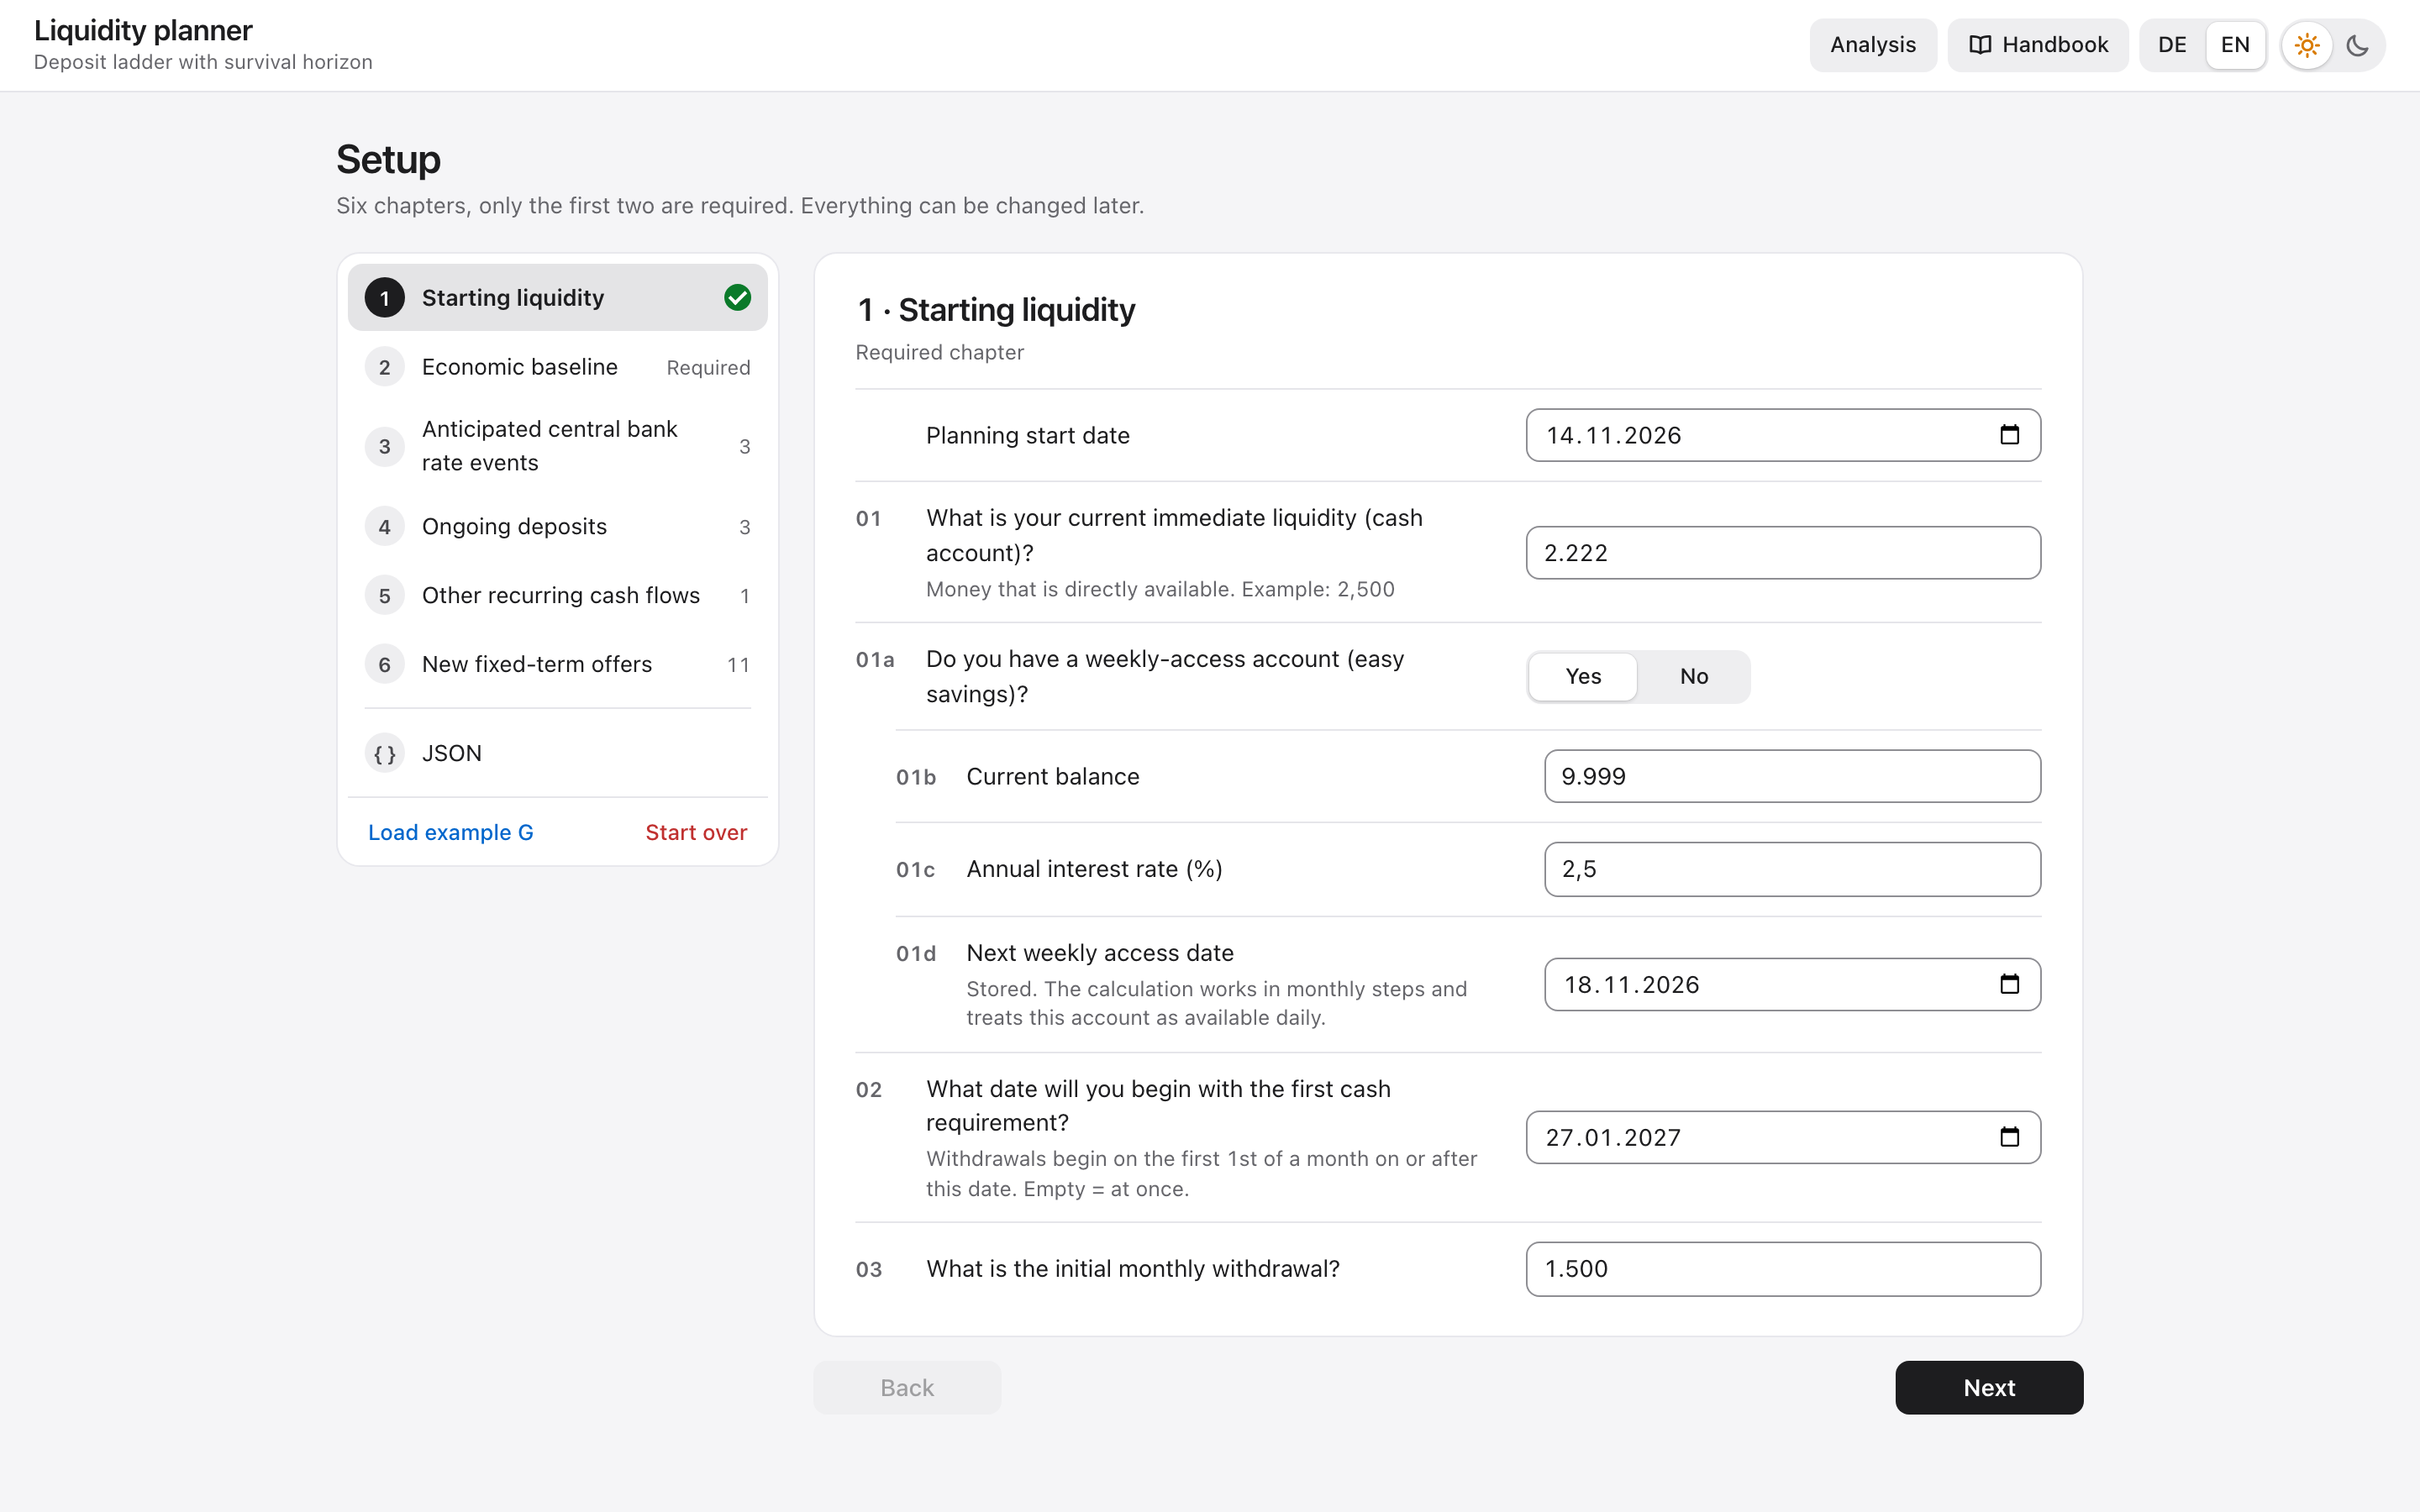 Liquidity planner
Deposit ladder with survival horizon
Analysis
Handbook
DE
EN
Setup
Six chapters, only the first two are required. Everything can be changed later.
1
Starting liquidity
2
Economic baseline
Required
3
Anticipated central bank
rate events
3
4
Ongoing deposits
3
5
Other recurring cash flows
1
6
New fixed-term offers
11
{ }
JSON
Load example G
Start over
1 · Starting liquidity
Required chapter
Planning start date
14.11.2026
01
What is your current immediate liquidity (cash
account)?
Money that is directly available. Example: 2,500
2.222
01a
Do you have a weekly-access account (easy
savings)?
Yes
No
01b
Current balance
9.999
01c
Annual interest rate (%)
2,5
01d
Next weekly access date
Stored. The calculation works in monthly steps and
treats this account as available daily.
18.11.2026
02
What date will you begin with the first cash
requirement?
Withdrawals begin on the first 1st of a month on or after
this date. Empty = at once.
27.01.2027
03
What is the initial monthly withdrawal?
1.500
Back
Next